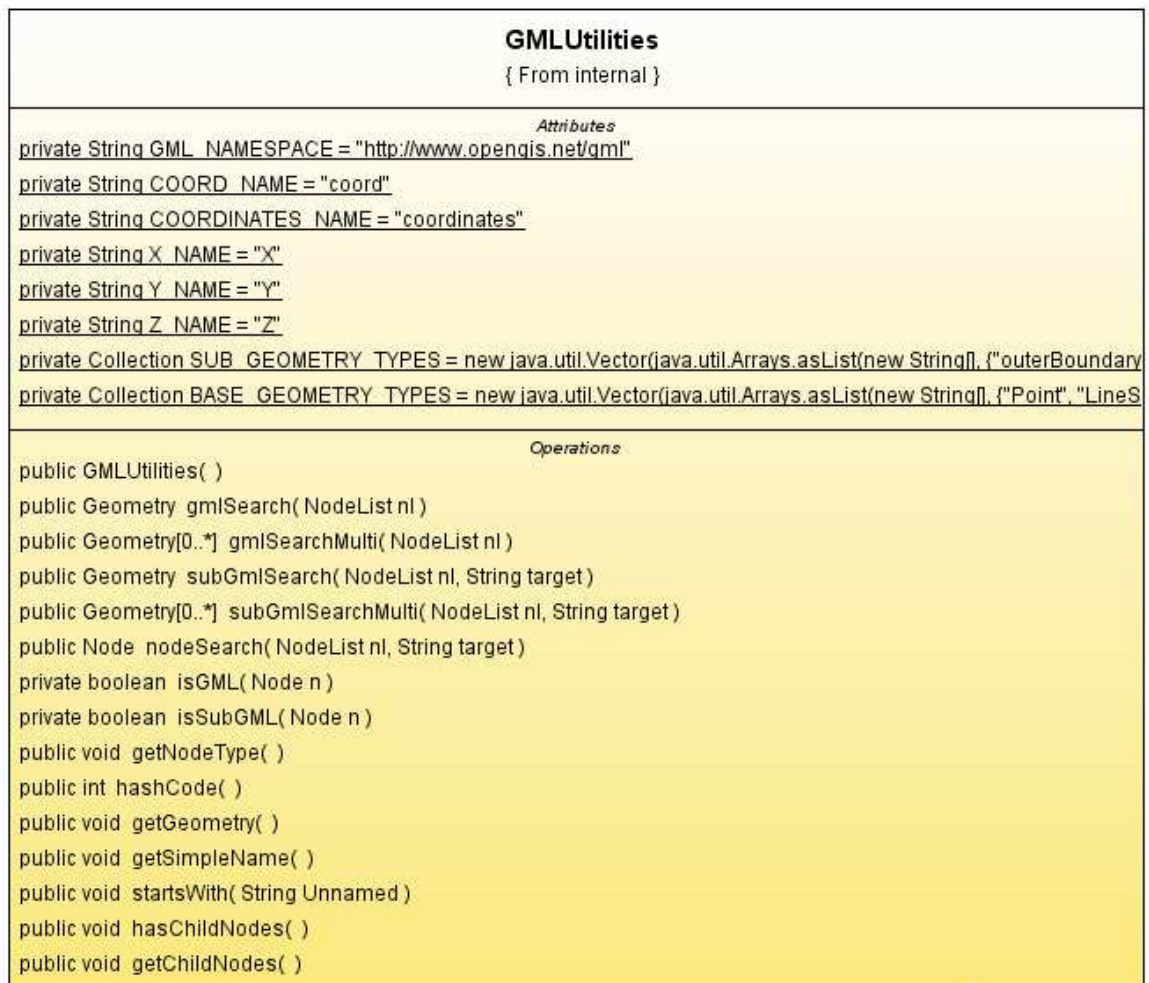 GMLUtilities
{ From internal }
Attributes
private String GML_NAMESPACE = "http://www.opengis.net/gml"
private String COORD_NAME = "coord"
private String COORDINATES_NAME = "coordinates"
private String X_NAME = "X"
private String Y_NAME = "Y"
private String Z_NAME = "Z"
private Collection SUB_GEOMETRY_TYPES = new java.util.Vector(java.util.Arrays.asList(new String[], {"outerBoundary
private Collection BASE_GEOMETRY_TYPES = new java.util.Vector(java.util.Arrays.asList(new String[], {"Point", "LineS
Operations
public GMLUtilities( )
public Geometry gmlSearch( NodeList nl )
public Geometry[0..*] gmlSearchMulti( NodeList nl )
public Geometry subGmlSearch( NodeList nl, String target )
public Geometry[0..*] subGmlSearchMulti( NodeList nl, String target )
public Node nodeSearch( NodeList nl, String target )
private boolean isGML( Node n )
private boolean isSubGML( Node n )
public void getNodeType( )
public int hashCode( )
public void getGeometry( )
public void getSimpleName( )
public void startsWith( String Unnamed )
public void hasChildNodes( )
public void getChildNodes( )